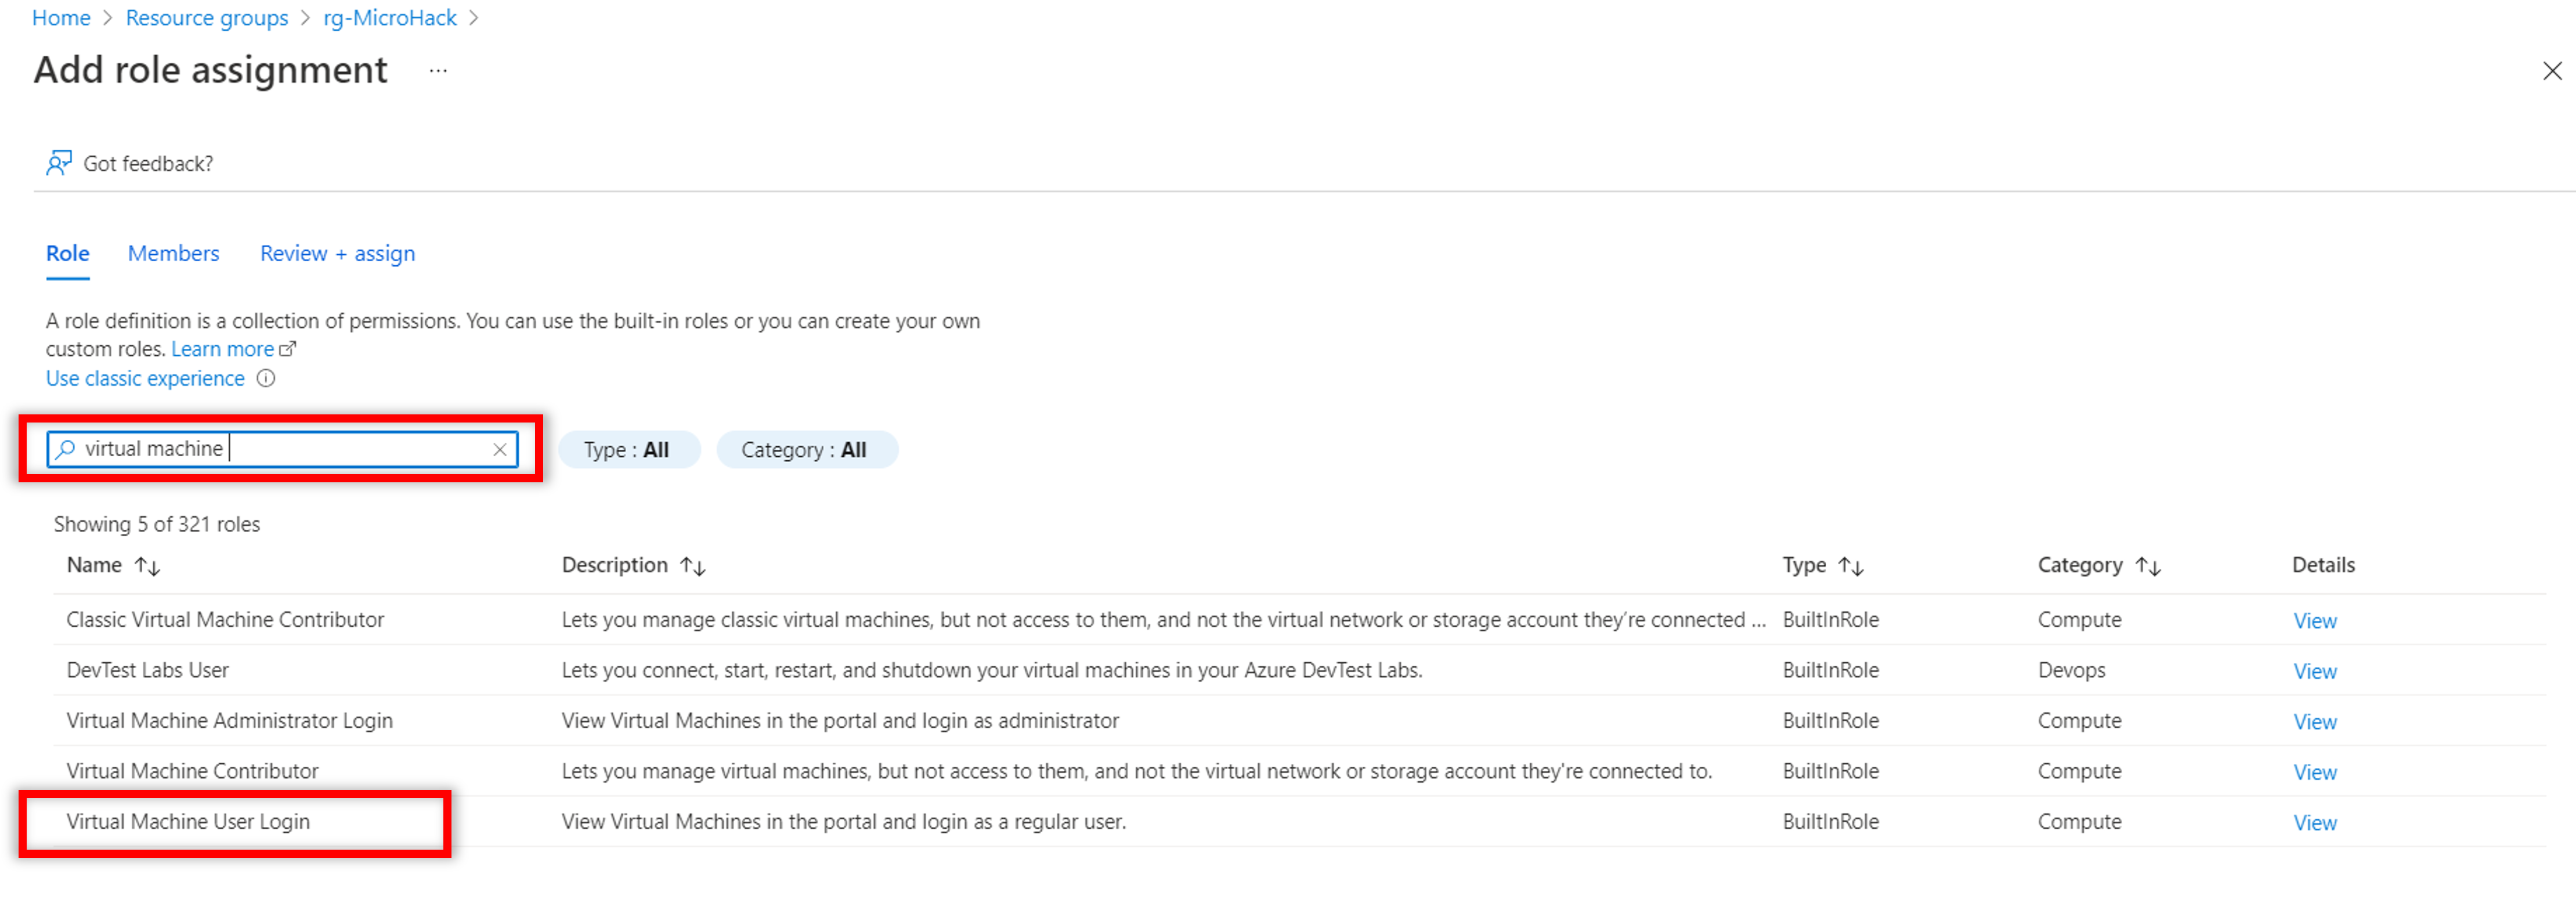 Home > Resource groups > rg-MicroHack >
Add role assignment ...
Got feedback?
Role Members Review + assign
A role definition is a collection of permissions. You can use the built-in roles or you can create your own
custom roles. Learn more
Use classic experience
virtual machine
Type : All Category : All
Showing 5 of 321 roles
Name ↑↓ Description ↑↓ Type ↑↓ Category ↑↓ Details
Classic Virtual Machine Contributor Lets you manage classic virtual machines, but not access to them, and not the virtual network or storage account they’re connected ... BuiltInRole Compute View
DevTest Labs User Lets you connect, start, restart, and shutdown your virtual machines in your Azure DevTest Labs. BuiltInRole Devops View
Virtual Machine Administrator Login View Virtual Machines in the portal and login as administrator BuiltInRole Compute View
Virtual Machine Contributor Lets you manage virtual machines, but not access to them, and not the virtual network or storage account they're connected to. BuiltInRole Compute View
Virtual Machine User Login View Virtual Machines in the portal and login as a regular user. BuiltInRole Compute View